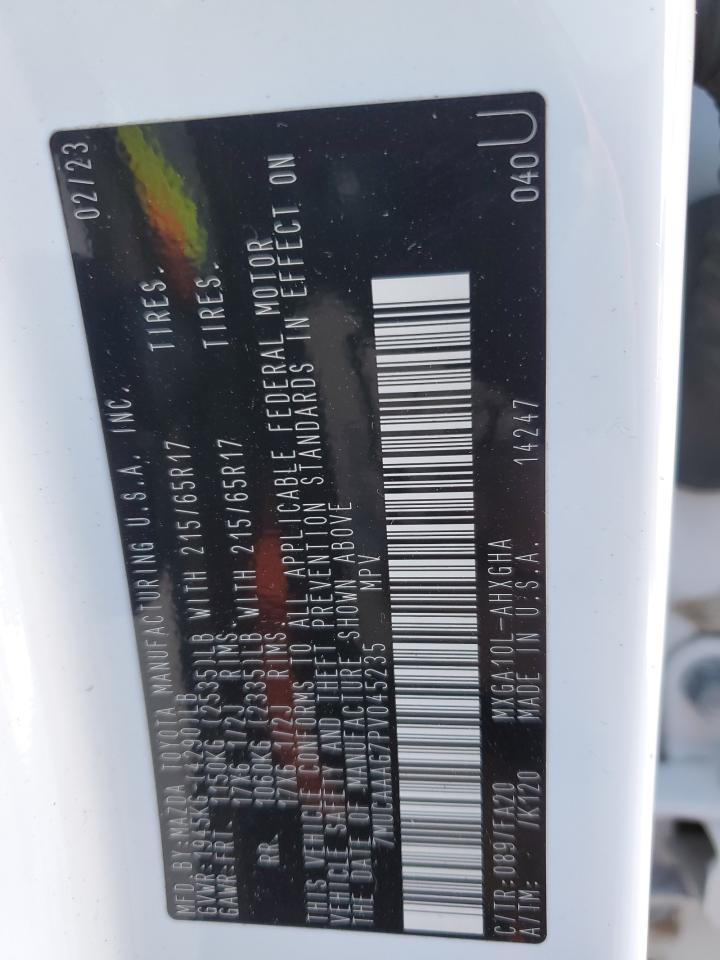 MFD BY:MAZDA TOYOTA MANUFACTURING U.S.A, INC. 02/23
GVWR:1945KG (4290)LB
GAWR:FRT 1150KG (2535)LB WITH 215/65R17 TIRES.
17X6 1/2J RIMS.
RR 1060KG (2335)LB WITH 215/65R17 TIRES.
17X6 1/2J RIMS.
THIS VEHICLE CONFORMS TO ALL APPLICABLE FEDERAL MOTOR
VEHICLE SAFETY AND THEFT PREVENTION STANDARDS IN EFFECT ON
THE DATE OF MANUFACTURE SHOWN ABOVE
7MUCAAAG7PV045235 MPV
C/TR:089/FA20 MXGA10L-AHXGHA 040 U
A/TM: /K120 MADE IN U.S.A. 14247